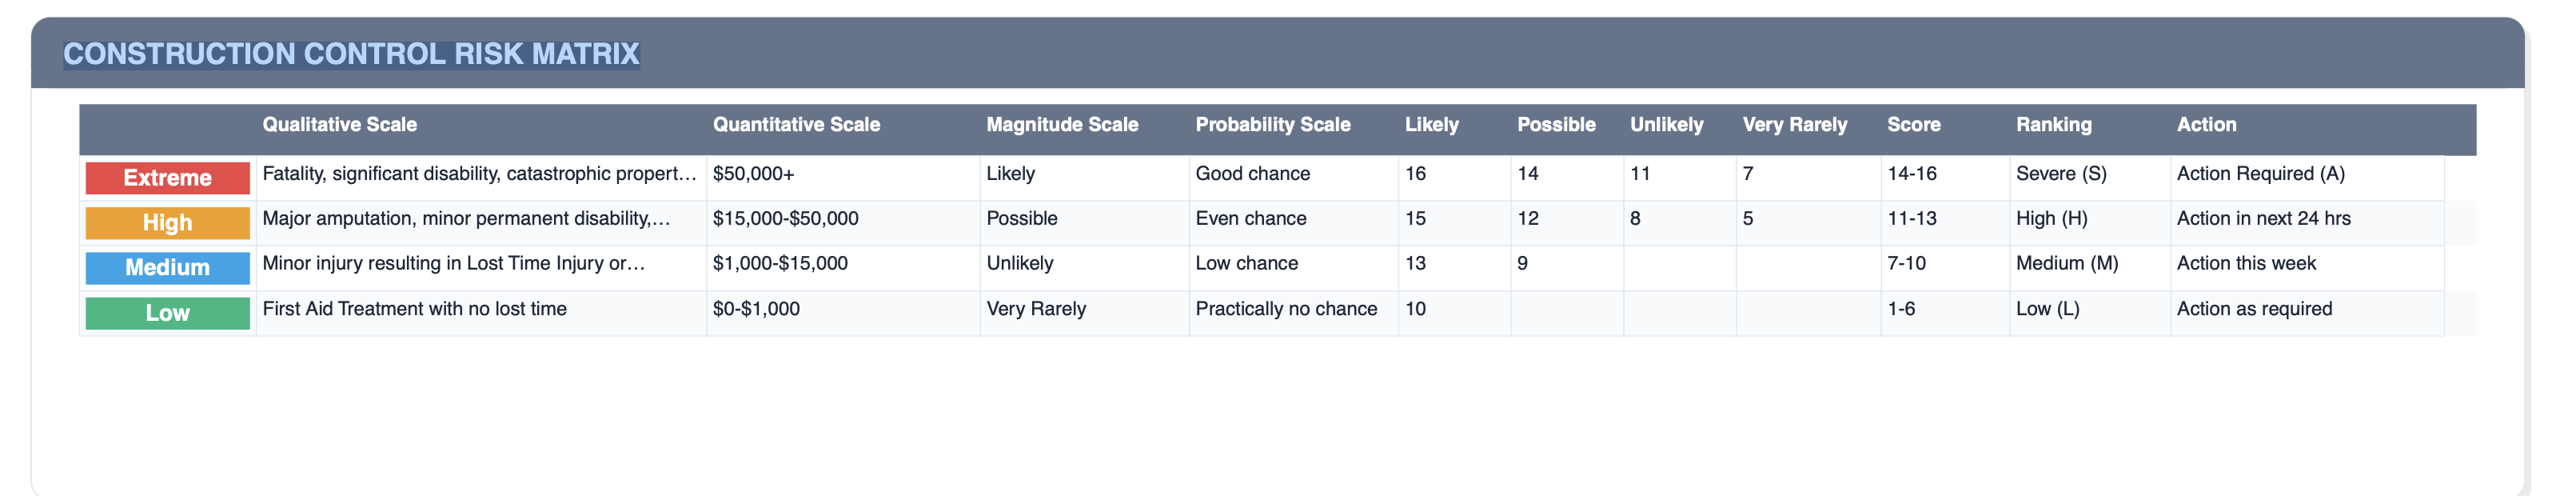 CONSTRUCTION CONTROL RISK MATRIX
Qualitative Scale Quantitative Scale Magnitude Scale Probability Scale Likely Possible Unlikely Very Rarely Score Ranking Action
Extreme Fatality, significant disability, catastrophic propert... $50,000+ Likely Good chance 16 14 11 7 14-16 Severe (S) Action Required (A)
High Major amputation, minor permanent disability,... $15,000-$50,000 Possible Even chance 15 12 8 5 11-13 High (H) Action in next 24 hrs
Medium Minor injury resulting in Lost Time Injury or... $1,000-$15,000 Unlikely Low chance 13 9 7-10 Medium (M) Action this week
Low First Aid Treatment with no lost time $0-$1,000 Very Rarely Practically no chance 10 1-6 Low (L) Action as required